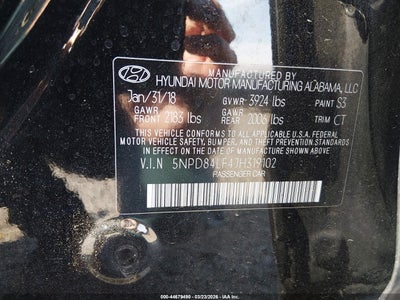 MANUFACTURED BY
HYUNDAI MOTOR MANUFACTURING ALABAMA, LLC
Jan/31/18 GVWR 3924 lbs PAINT S3
GAWR FRONT 2183 lbs GAWR REAR 2006 lbs TRIM CT
THIS VEHICLE CONFORMS TO ALL APPLICABLE U.S.A. FEDERAL
MOTOR VEHICLE SAFETY, BUMPER, AND THEFT PREVENTION STANDARDS
IN EFFECT ON THE DATE OF MANUFACTURE SHOWN ABOVE.
V.I.N 5NPD84LF47H319102
PASSENGER CAR
000-44679490 - 03/23/2026 - IAA Inc.